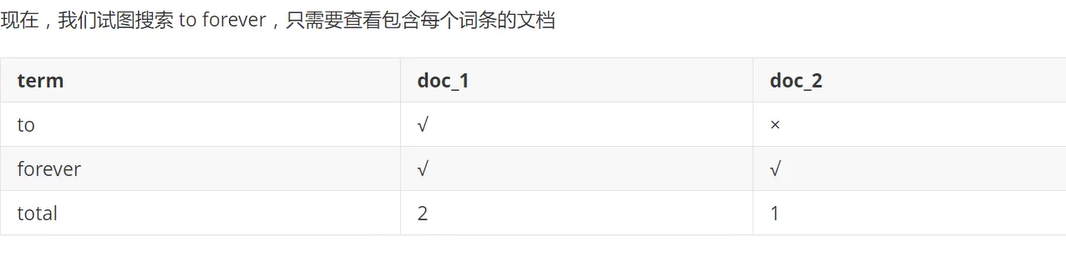 现在，我们试图搜索 to forever，只需要查看包含每个词条的文档
term doc_1 doc_2
to √ ×
forever √ √
total 2 1